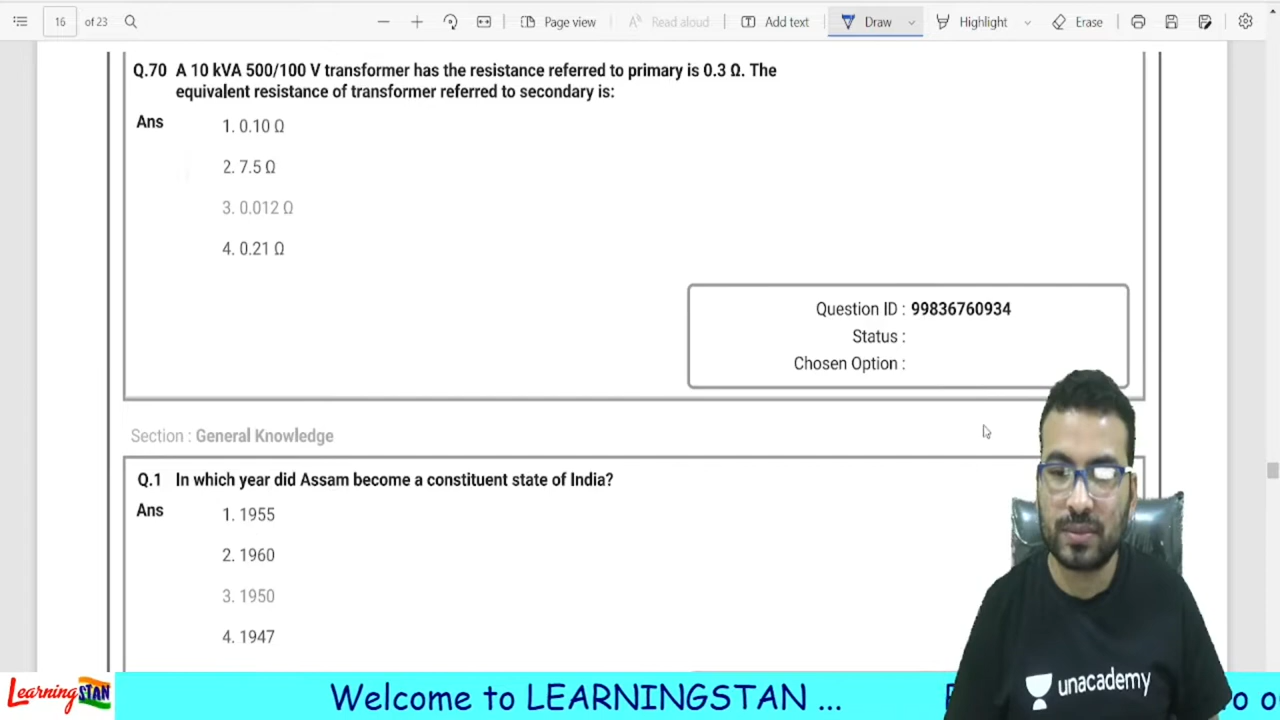 16 of 23
Page view
Read aloud
Add text
Draw
Highlight
Erase
Q.70 A 10 kVA 500/100 V transformer has the resistance referred to primary is 0.3 Ω. The
equivalent resistance of transformer referred to secondary is:
Ans
1. 0.10 Ω
2. 7.5 Ω
3. 0.012 Ω
4. 0.21 Ω
Question ID : 99836760934
Status :
Chosen Option :
Section : General Knowledge
Q.1 In which year did Assam become a constituent state of India?
Ans
1. 1955
2. 1960
3. 1950
4. 1947
unacademy
LearningSTAN
Welcome to LEARNINGSTAN ...